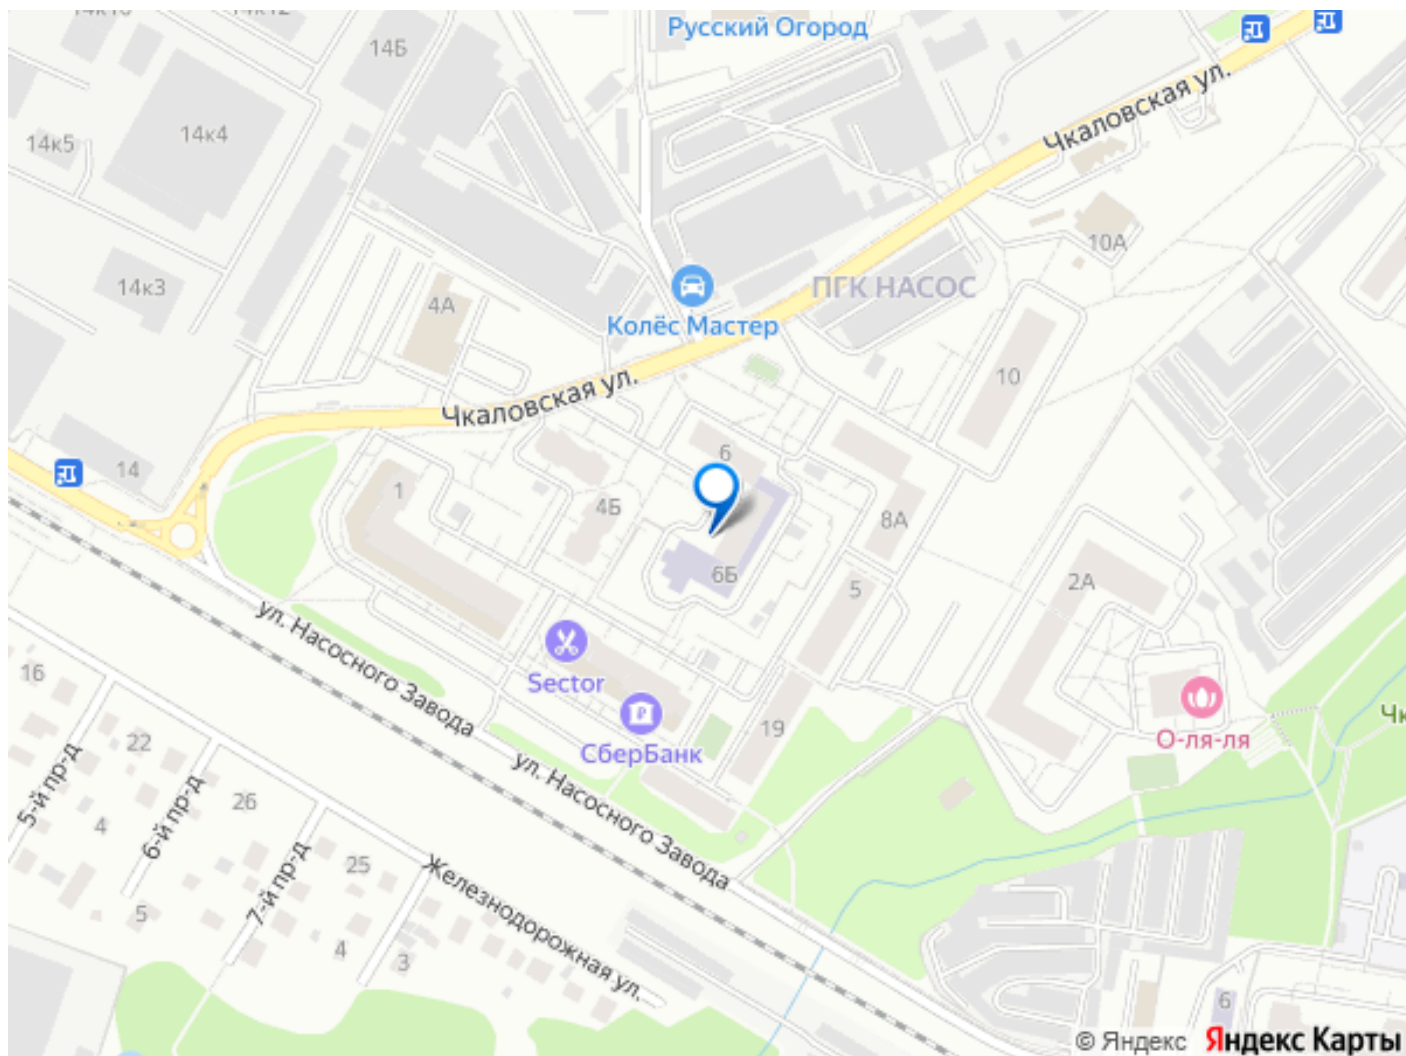 Русский Огород
14Б
14к4
14к5
Чкаловская ул.
10А
14к3
4А
ПГК НАСОС
Колёс Мастер
10
Чкаловская ул.
6
14
1
4Б
8А
6Б
5
2А
ул. Насосного Завода
Sector
16
СберБанк
19
О-ля-ля
Чк
22
5-й пр-д
6-й пр-д
26
4
ул. Насосного Завода
25
7-й пр-д
Железнодорожная ул.
5
4
3
6
© Яндекс Яндекс Карты